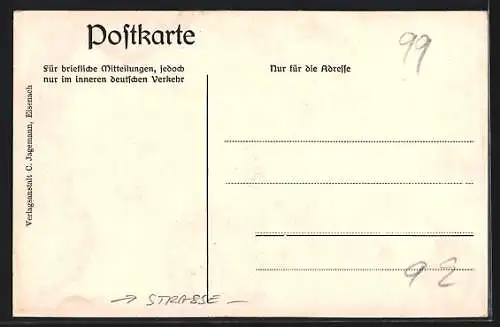 Postkarte
Für briefliche Mitteilungen, jedoch
nur im inneren deutschen Verkehr
Nur für die Adresse
Verlagsanstalt C. Jagemann, Eisenach
99
9 E
→ STRASSE –